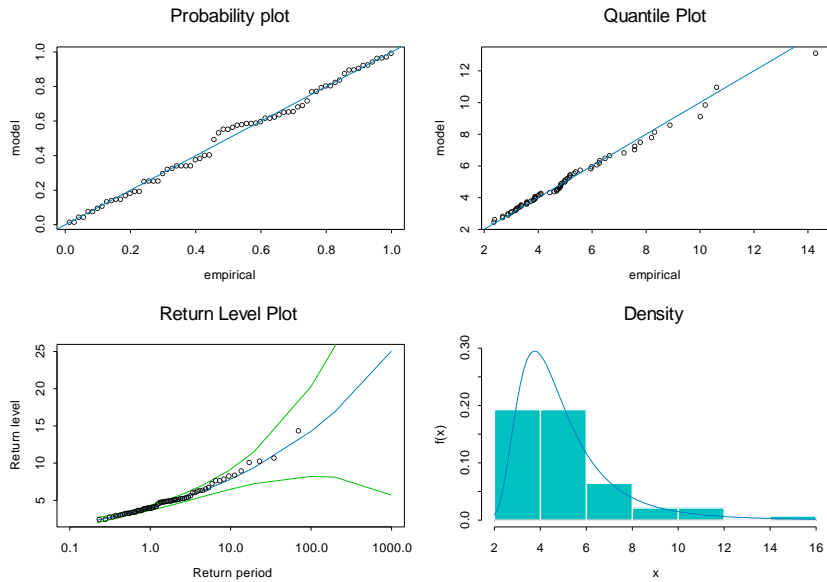 Probability plot
1.0
0.8
0.6
0.4
0.2
0.0
model
0.0 0.2 0.4 0.6 0.8 1.0
empirical
Quantile Plot
12
10
8
6
4
2
model
2 4 6 8 10 14
empirical
Return Level Plot
25
20
15
10
5
Return level
0.1 1.0 10.0 100.0 1000.0
Return period
Density
0.30
0.20
0.10
0.0
f(x)
2 4 6 8 10 12 14 16
x